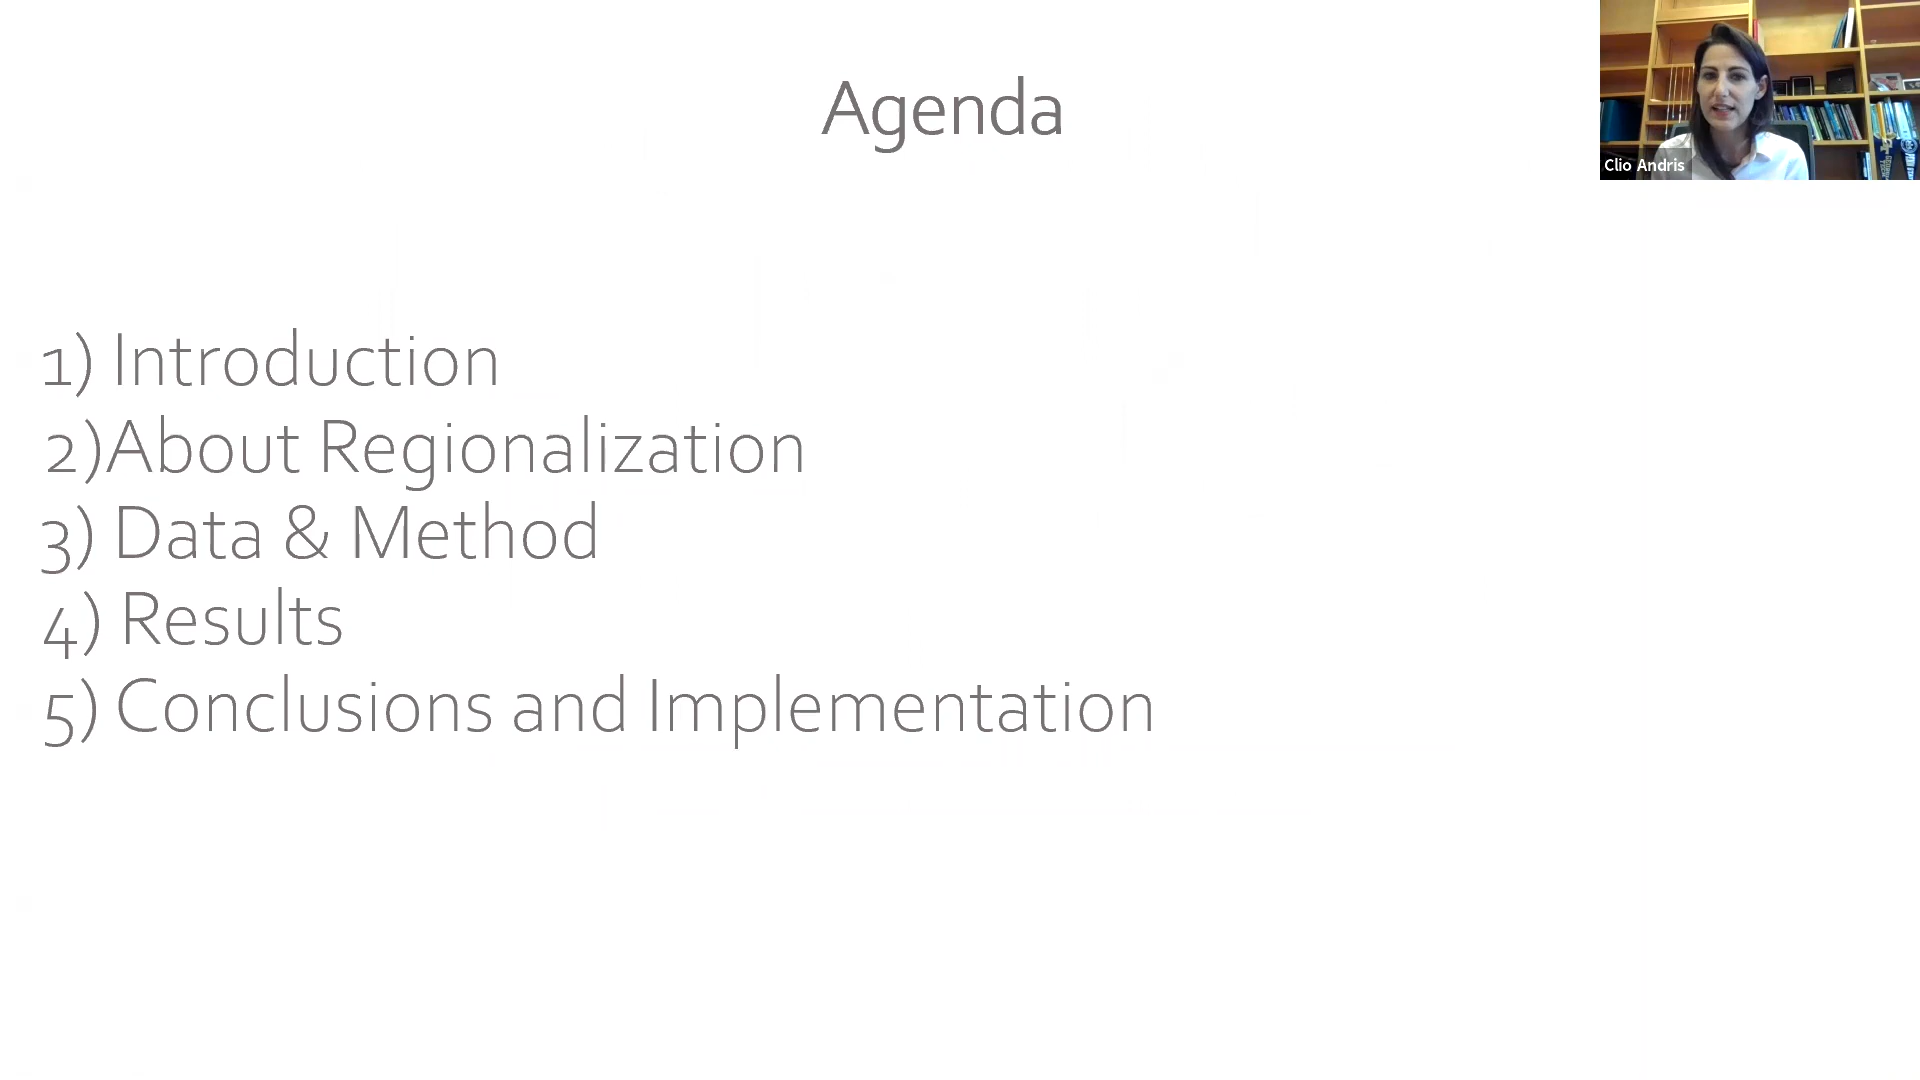 Agenda
Clio Andris
1) Introduction
2)About Regionalization
3) Data & Method
4) Results
5) Conclusions and Implementation